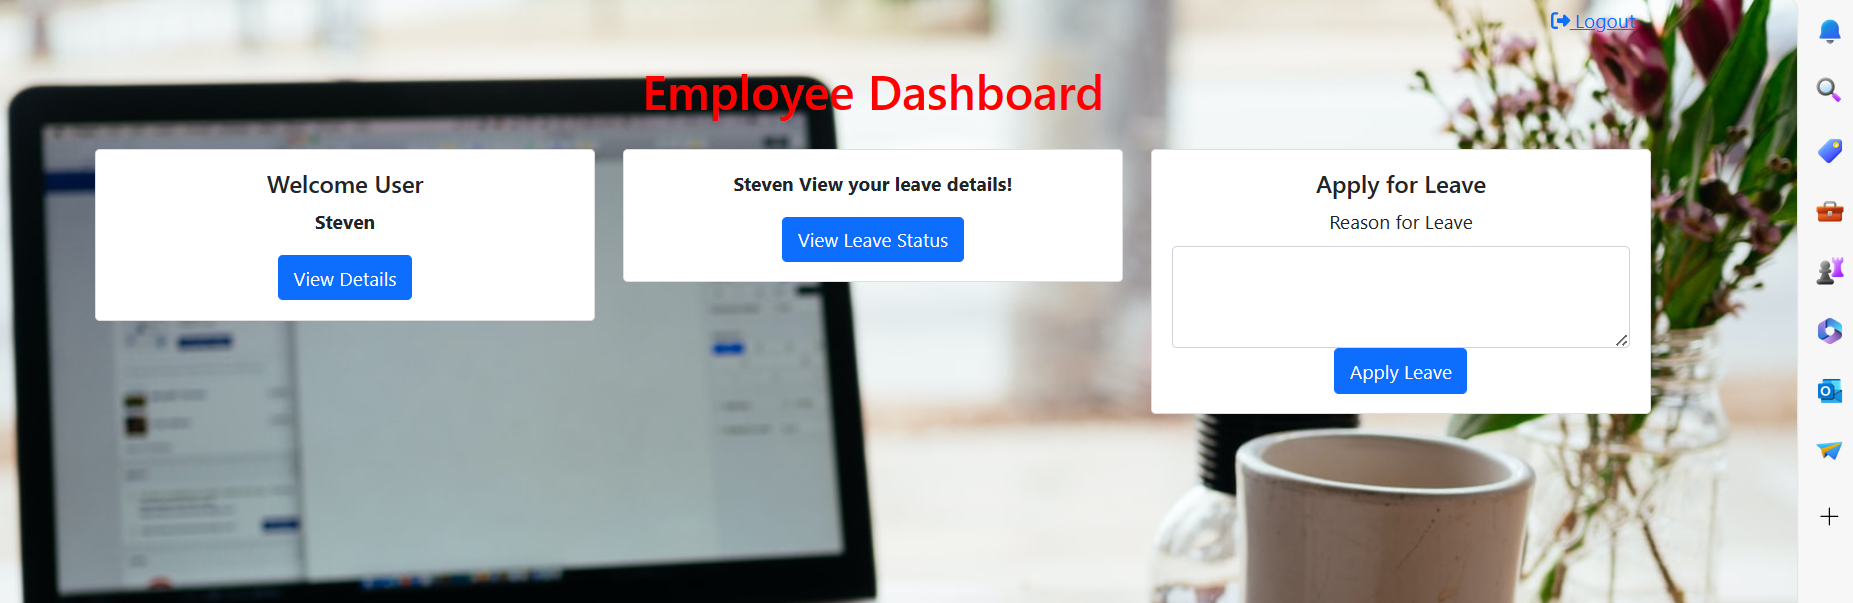 Logout
Employee Dashboard
Welcome User
Steven
View Details
Steven View your leave details!
View Leave Status
Apply for Leave
Reason for Leave
Apply Leave